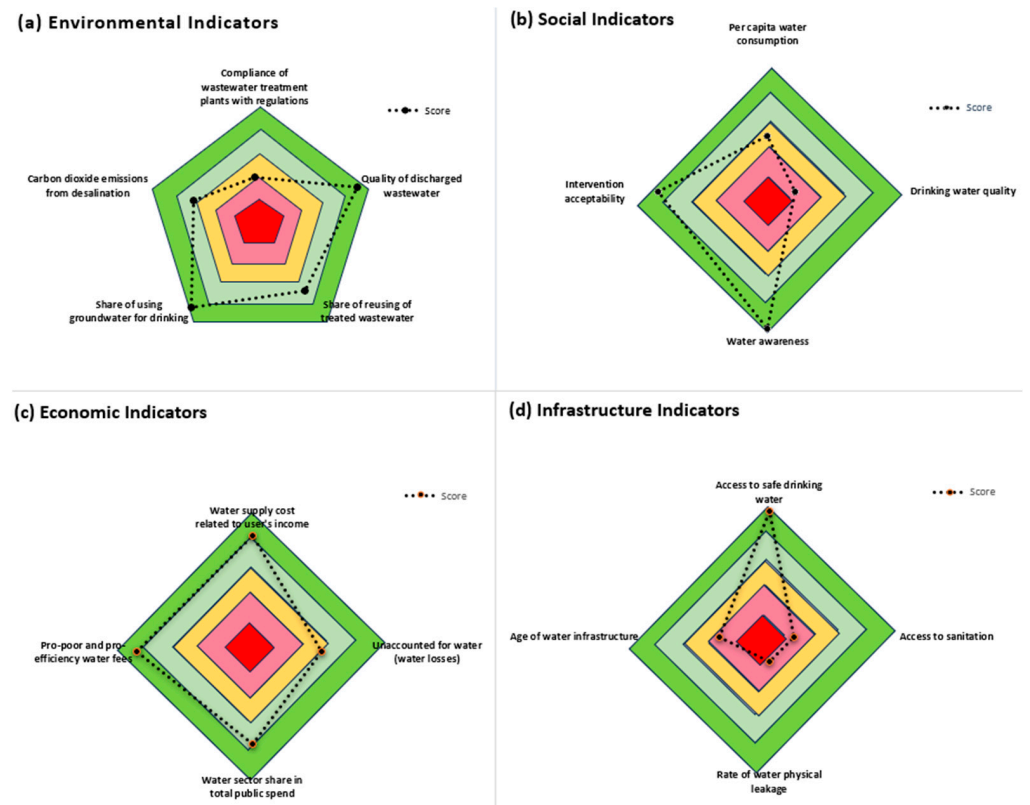 (a) Environmental Indicators
Compliance of
wastewater treatment
plants with regulations
Score
Carbon dioxide emissions
from desalination
Quality of discharged
wastewater
Share of using
groundwater for drinking
Share of reusing of
treated wastewater
(b) Social Indicators
Per capita water
consumption
Score
Intervention
acceptability
Drinking water quality
Water awareness
(c) Economic Indicators
Score
Water supply cost
related to user's income
Pro-poor and pro-
efficiency water fees
Unaccounted for water
(water losses)
Water sector share in
total public spend
(d) Infrastructure Indicators
Access to safe drinking
water
Score
Age of water infrastructure
Access to sanitation
Rate of water physical
leakage